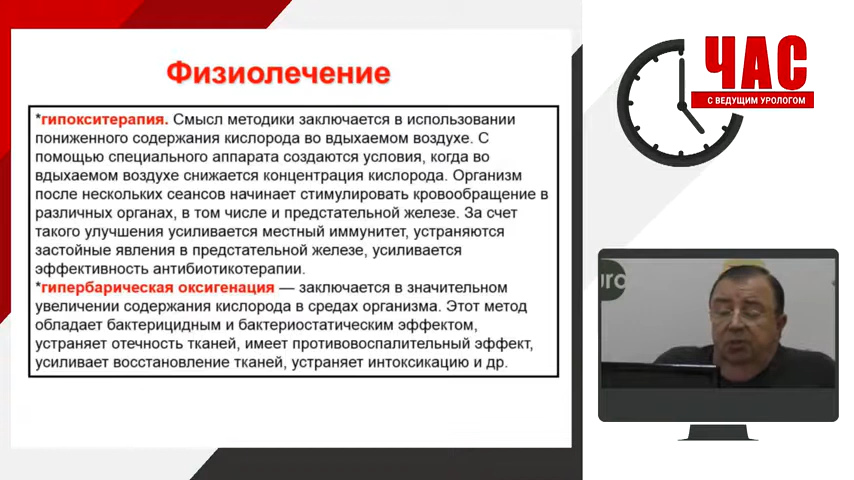 Физиолечение
*гипокситерапия. Смысл методики заключается в использовании
пониженного содержания кислорода во вдыхаемом воздухе. С
помощью специального аппарата создаются условия, когда во
вдыхаемом воздухе снижается концентрация кислорода. Организм
после нескольких сеансов начинает стимулировать кровообращение в
различных органах, в том числе и предстательной железе. За счет
такого улучшения усиливается местный иммунитет, устраняются
застойные явления в предстательной железе, усиливается
эффективность антибиотикотерапии.
*гипербарическая оксигенация — заключается в значительном
увеличении содержания кислорода в средах организма. Этот метод
обладает бактерицидным и бактериостатическим эффектом,
устраняет отечность тканей, имеет противовоспалительный эффект,
усиливает восстановление тканей, устраняет интоксикацию и др.
ЧАС
С ВЕДУЩИМ УРОЛОГОМ
uro